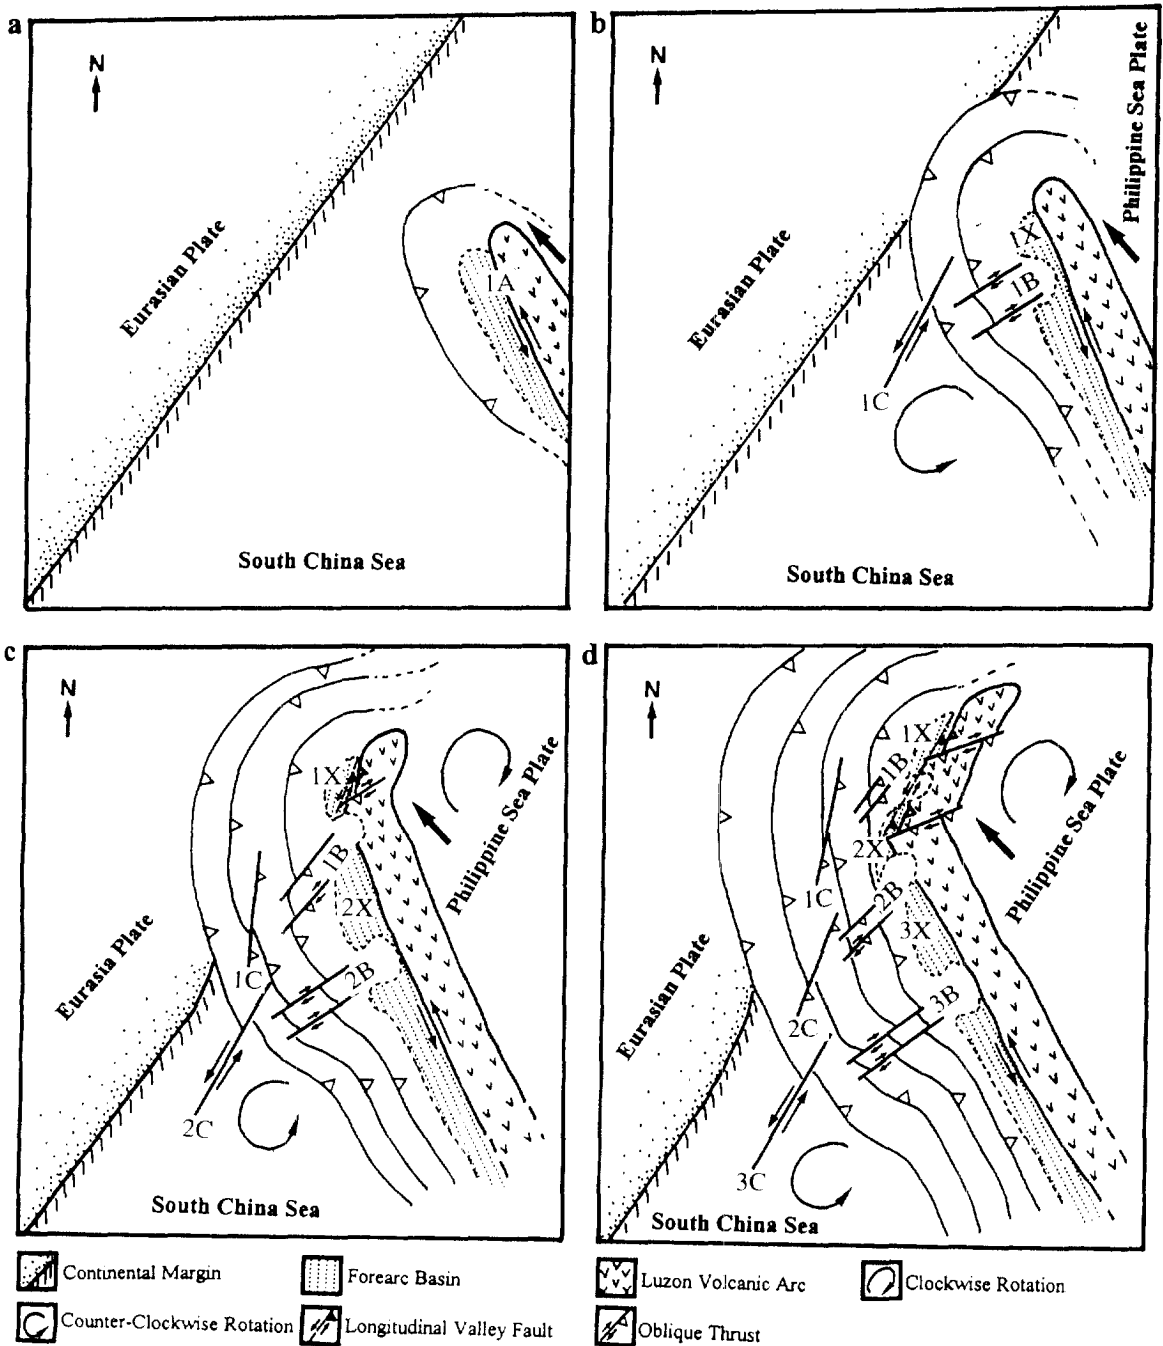 a
N
Eurasian Plate
1A
South China Sea
b
N
Philippine Sea Plate
Eurasian Plate
1X
1B
1C
South China Sea
c
N
1X
Philippine Sea Plate
1B
2X
Eurasia Plate
1C
2B
2C
South China Sea
d
N
1X
1B
Philippine Sea Plate
2X
1C
2B
3X
Eurasian Plate
2C
3B
3C
South China Sea
Continental Margin
Forearc Basin
Luzon Volcanic Arc
Clockwise Rotation
Counter-Clockwise Rotation
Longitudinal Valley Fault
Oblique Thrust